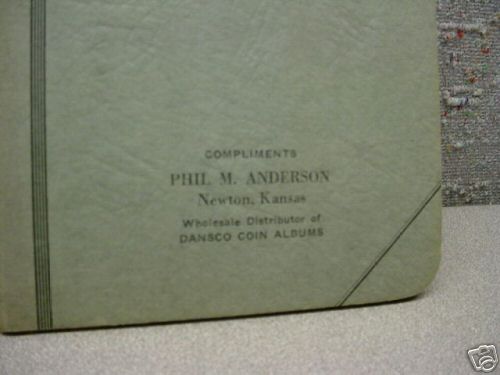 COMPLIMENTS
PHIL M. ANDERSON
Newton, Kansas
Wholesale Distributor of
DANSCO COIN ALBUMS